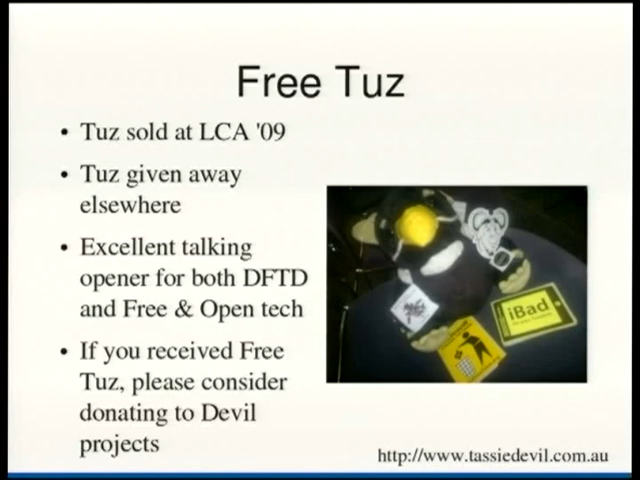 Free Tuz
• Tuz sold at LCA '09
• Tuz given away
elsewhere
• Excellent talking
opener for both DFTD
and Free & Open tech
• If you received Free
Tuz, please consider
donating to Devil
projects
iBad
http://www.tassiedevil.com.au